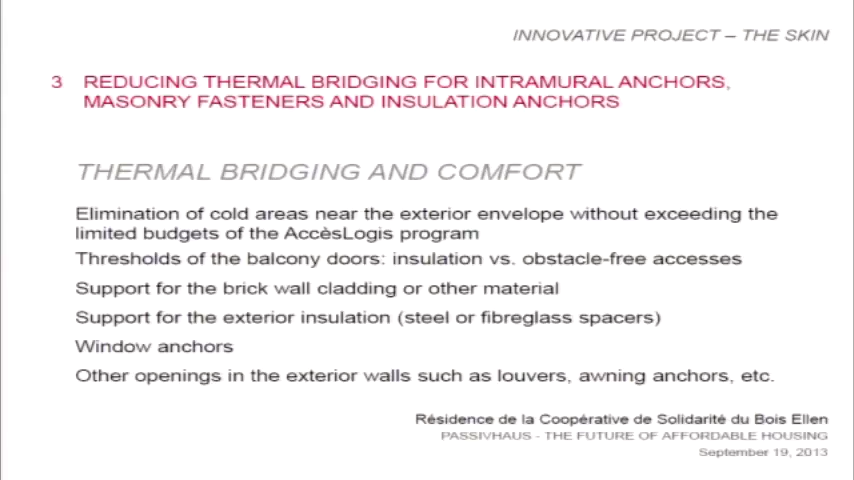 INNOVATIVE PROJECT – THE SKIN
3 REDUCING THERMAL BRIDGING FOR INTRAMURAL ANCHORS,
MASONRY FASTENERS AND INSULATION ANCHORS
THERMAL BRIDGING AND COMFORT
Elimination of cold areas near the exterior envelope without exceeding the
limited budgets of the AccèsLogis program
Thresholds of the balcony doors: insulation vs. obstacle-free accesses
Support for the brick wall cladding or other material
Support for the exterior insulation (steel or fibreglass spacers)
Window anchors
Other openings in the exterior walls such as louvers, awning anchors, etc.
Résidence de la Coopérative de Solidarité du Bois Ellen
PASSIVHAUS - THE FUTURE OF AFFORDABLE HOUSING
September 19, 2013